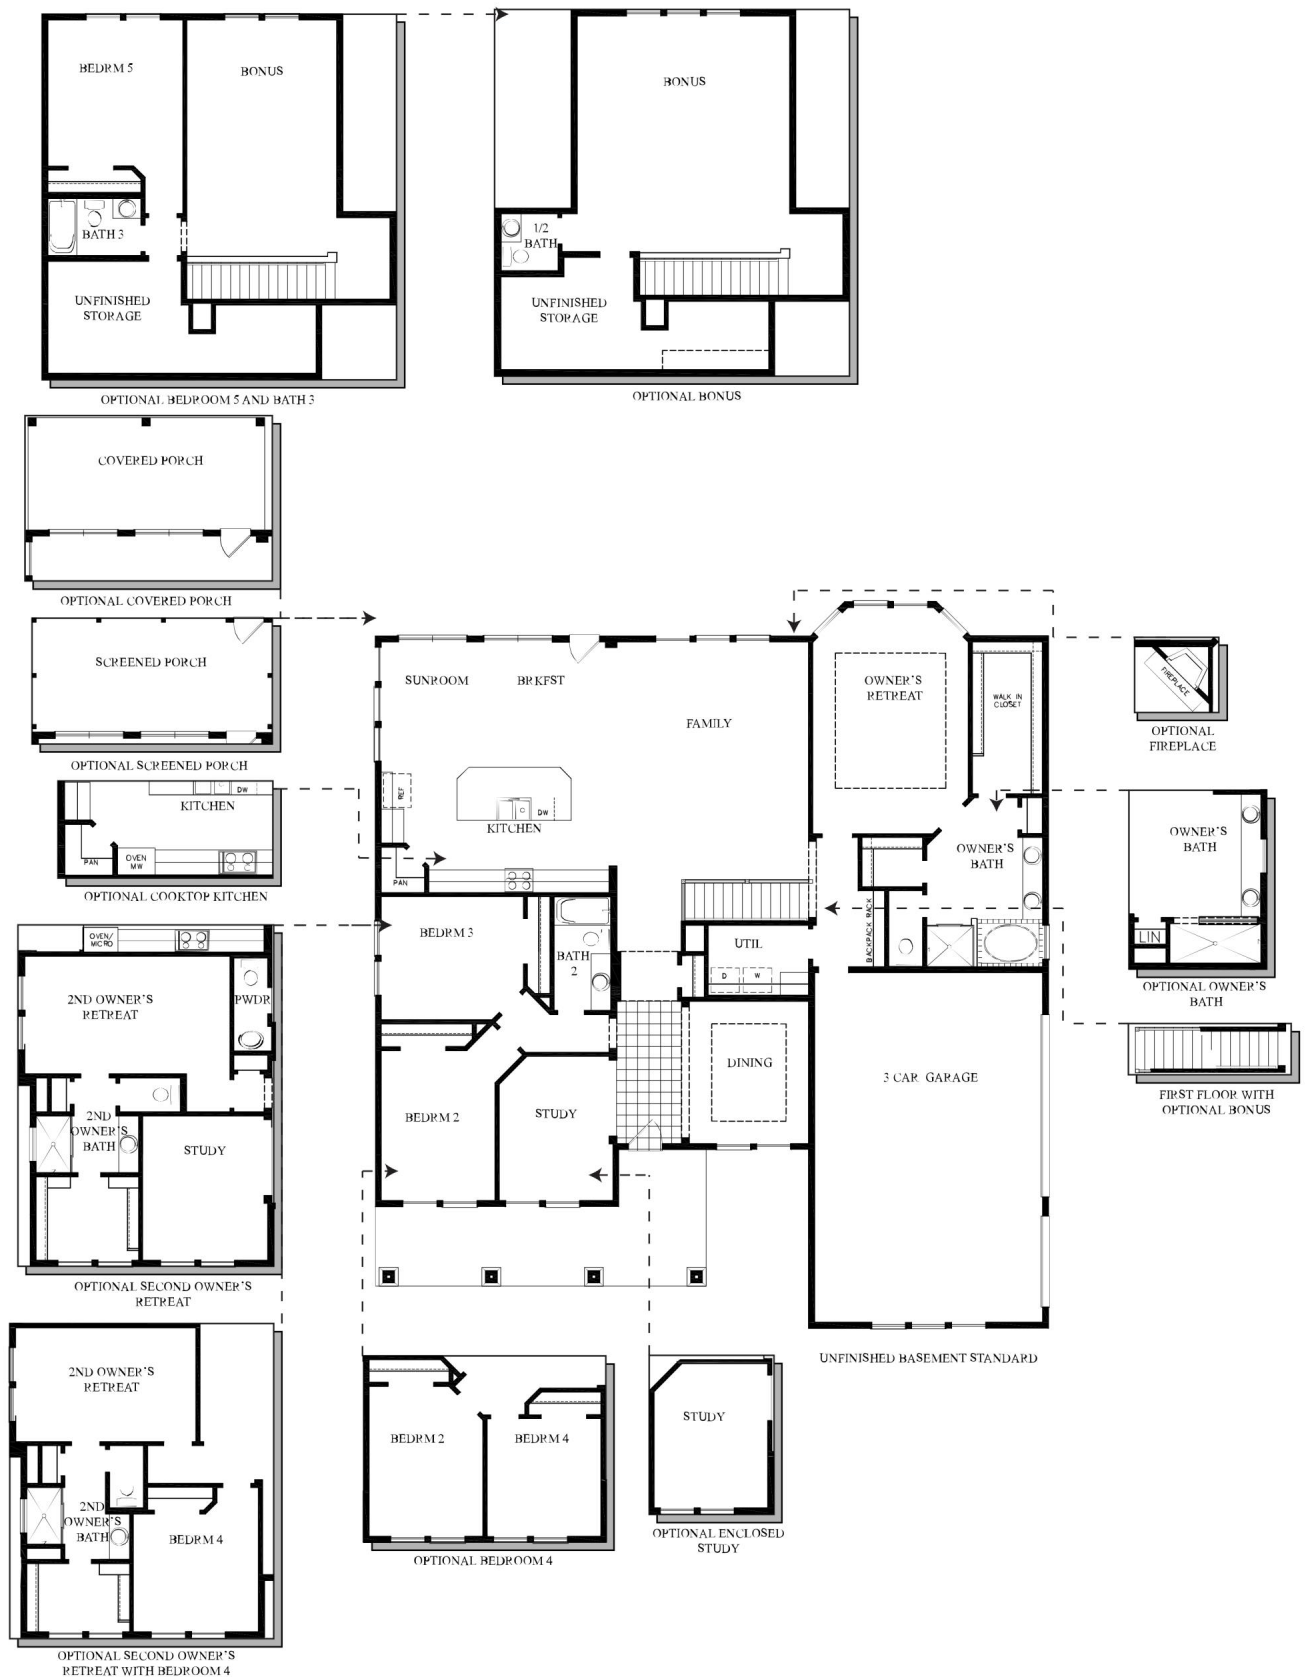 BEDRM 5
BONUS
BATH 3
UNFINISHED
STORAGE
OPTIONAL BEDROOM 5 AND BATH 3
BONUS
1/2
BATH
UNFINISHED
STORAGE
OPTIONAL BONUS
COVERED PORCH
OPTIONAL COVERED PORCH
SCREENED PORCH
OPTIONAL SCREENED PORCH
KITCHEN
DW
PAN
OVEN
MW
OPTIONAL COOKTOP KITCHEN
OVEN/
MICRO
2ND OWNER'S
RETREAT
PWDR
2ND
OWNER'S
BATH
STUDY
OPTIONAL SECOND OWNER'S
RETREAT
2ND OWNER'S
RETREAT
2ND
OWNER'S
BATH
BEDRM 4
OPTIONAL SECOND OWNER'S
RETREAT WITH BEDROOM 4
SUNROOM
BRKFST
FAMILY
OWNER'S
RETREAT
WALK IN
CLOSET
REF
DW
KITCHEN
PAN
OWNER'S
BATH
BACKPACK RACK
BEDRM 3
BATH
2
UTIL
D
W
DINING
BEDRM 2
STUDY
3 CAR GARAGE
UNFINISHED BASEMENT STANDARD
BEDRM 2
BEDRM 4
OPTIONAL BEDROOM 4
STUDY
OPTIONAL ENCLOSED
STUDY
FIREPLACE
OPTIONAL
FIREPLACE
OWNER'S
BATH
LIN
OPTIONAL OWNER'S
BATH
FIRST FLOOR WITH
OPTIONAL BONUS